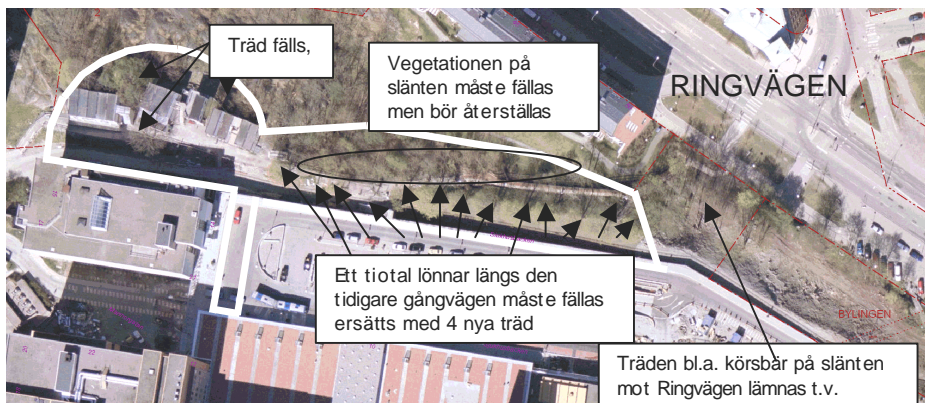 Träd fälls,
Vegetationen på
slänten måste fällas
men bör återställas
RINGVÄGEN
Ett tiotal lönnar längs den
tidigare gångvägen måste fällas
ersätts med 4 nya träd
BYLINGEN
Träden bl.a. körsbär på slänten
mot Ringvägen lämnas t.v.
22